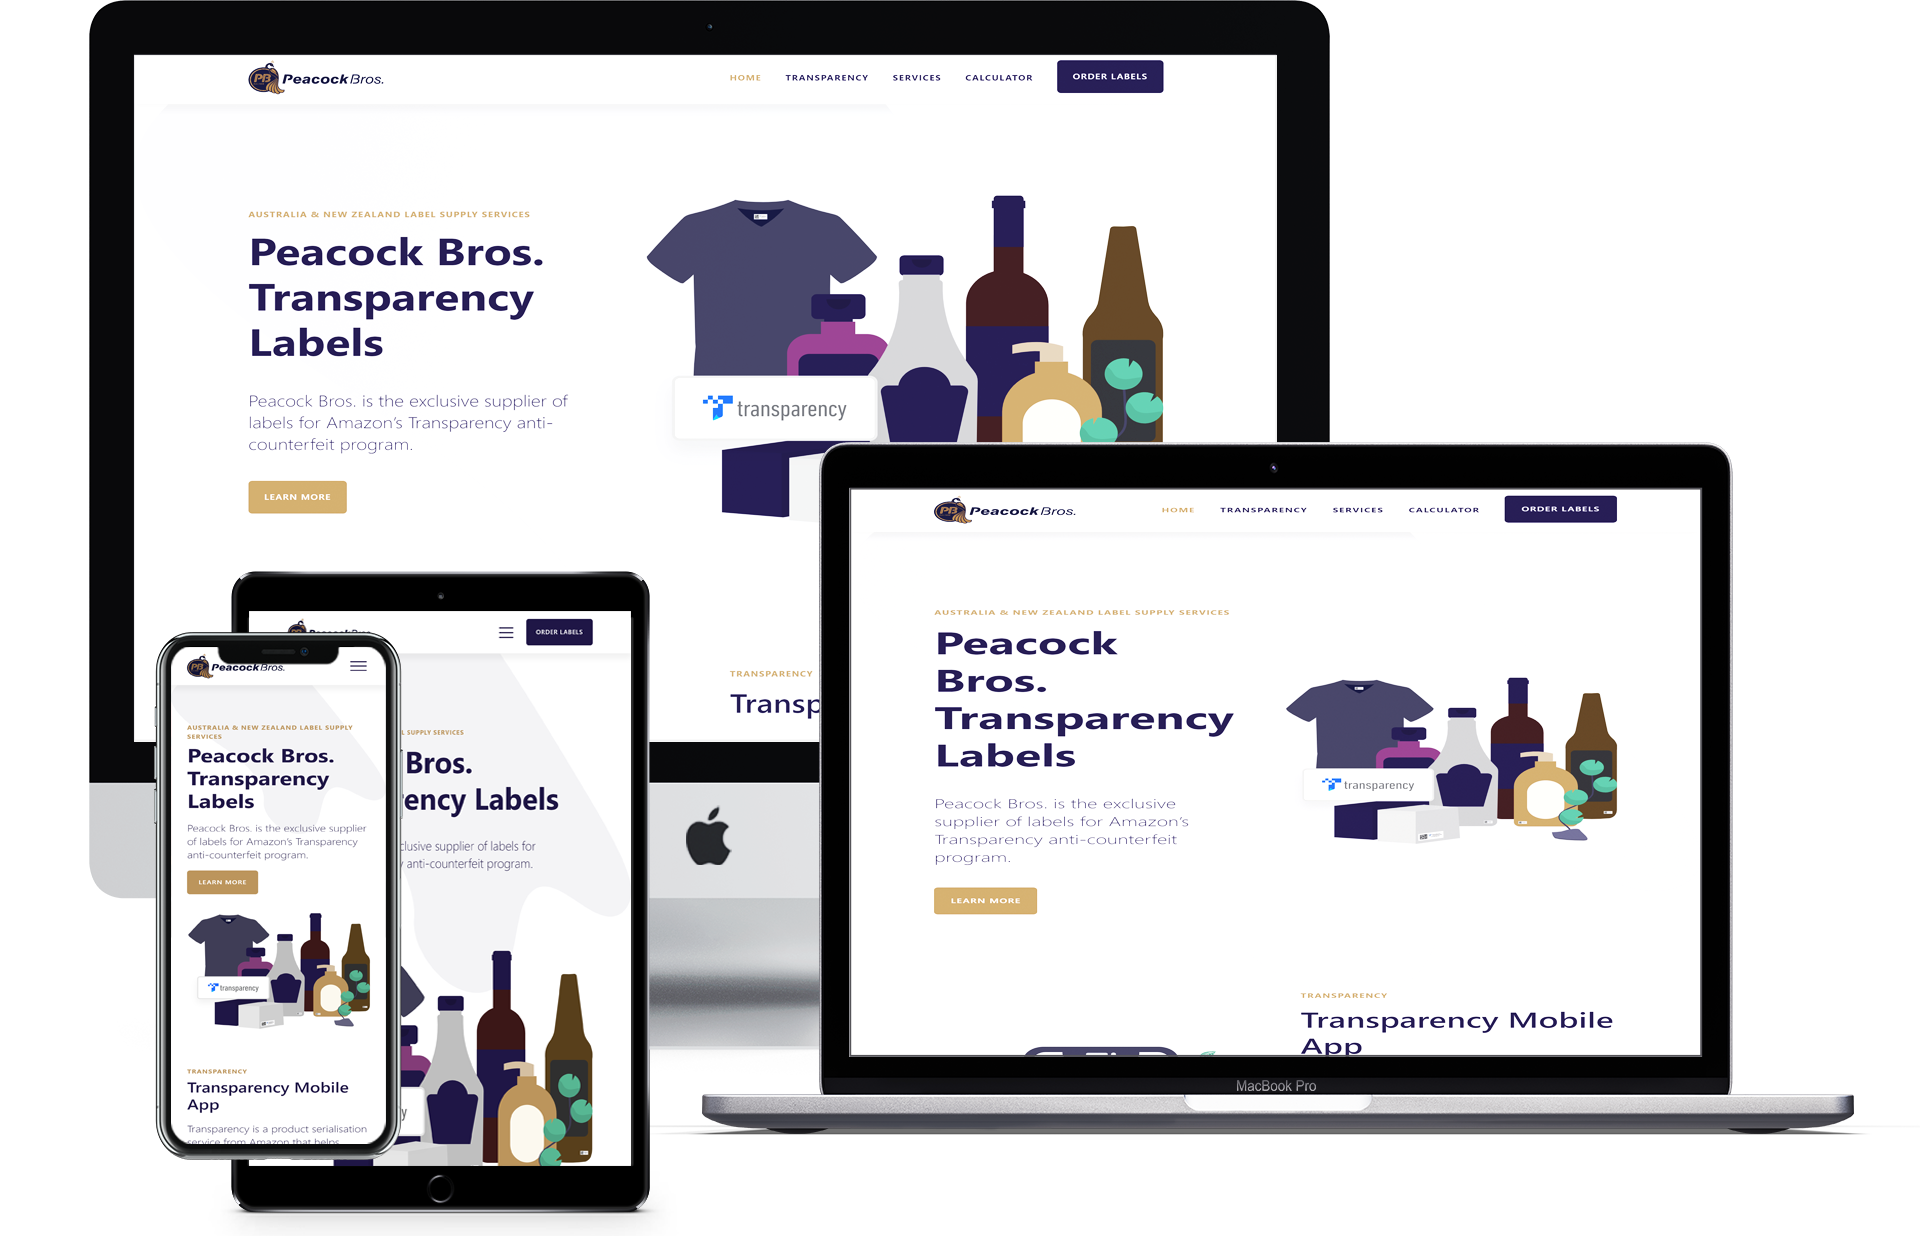 PB Peacock Bros.
HOME TRANSPARENCY SERVICES CALCULATOR ORDER LABELS
AUSTRALIA & NEW ZEALAND LABEL SUPPLY SERVICES
Peacock Bros.
Transparency
Labels
Peacock Bros. is the exclusive supplier of
labels for Amazon's Transparency anti-
counterfeit program.
LEARN MORE
transparency
TRANSPARENCY
Transp
PB Peacock Bros.
HOME TRANSPARENCY SERVICES CALCULATOR ORDER LABELS
AUSTRALIA & NEW ZEALAND LABEL SUPPLY SERVICES
Peacock
Bros.
Transparency
Labels
Peacock Bros. is the exclusive
supplier of labels for Amazon's
Transparency anti-counterfeit
program.
LEARN MORE
transparency
TRANSPARENCY
Transparency Mobile
App
MacBook Pro
ORDER LABELS
L SUPPLY SERVICES
Bros.
ency Labels
clusive supplier of labels for
anti-counterfeit program.
y
PB Peacock Bros.
AUSTRALIA & NEW ZEALAND LABEL SUPPLY
SERVICES
Peacock Bros.
Transparency
Labels
Peacock Bros. is the exclusive supplier
of labels for Amazon's Transparency
anti-counterfeit program.
LEARN MORE
transparency
TRANSPARENCY
Transparency Mobile
App
Transparency is a product serialisation
service from Amazon that helps